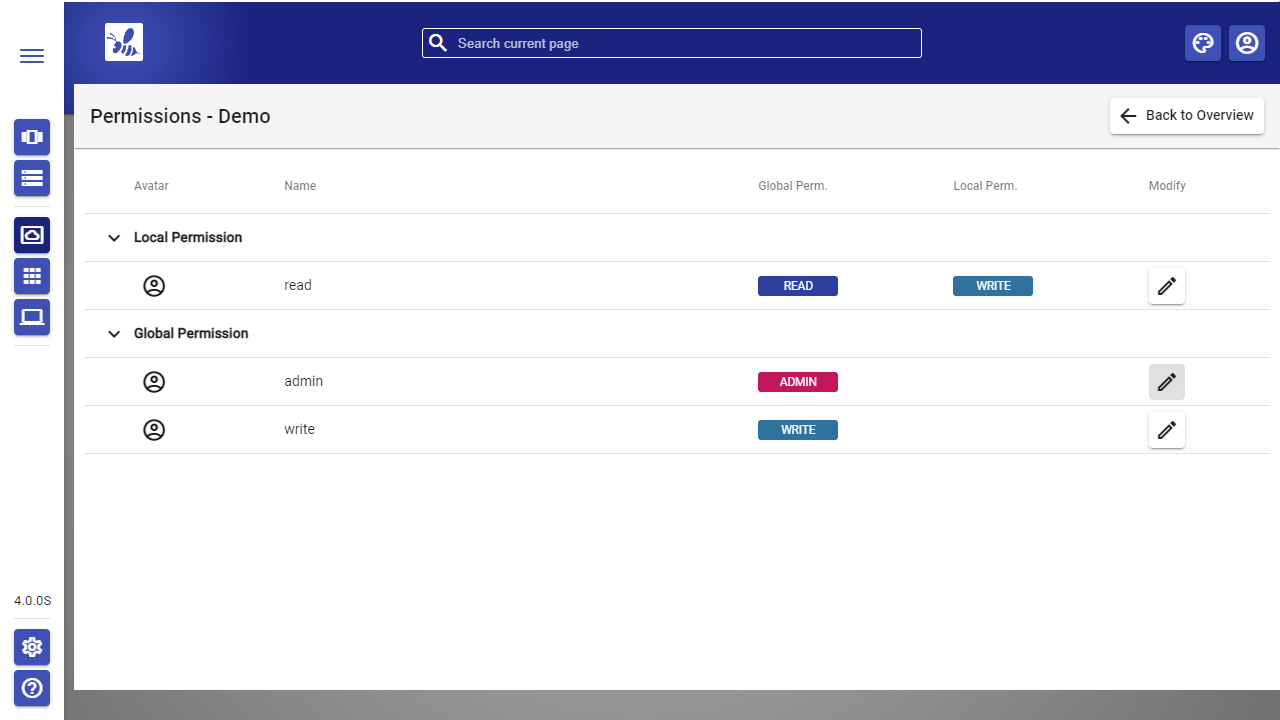 Search current page
Permissions - Demo
Back to Overview
Avatar Name Global Perm. Local Perm. Modify
Local Permission
read READ WRITE
Global Permission
admin ADMIN
write WRITE
4.0.0S